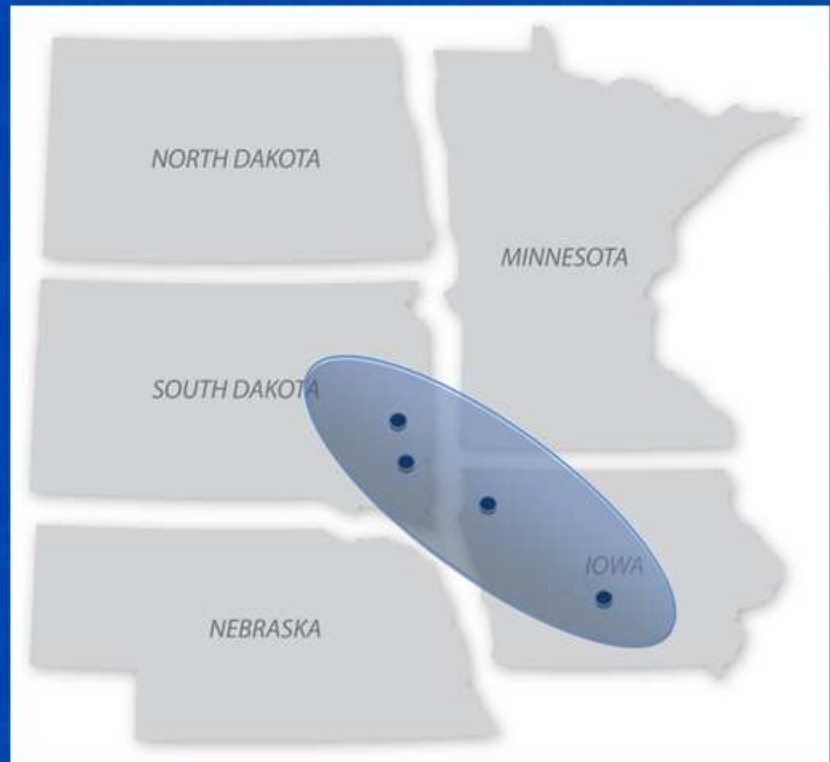 NORTH DAKOTA
MINNESOTA
SOUTH DAKOTA
IOWA
NEBRASKA